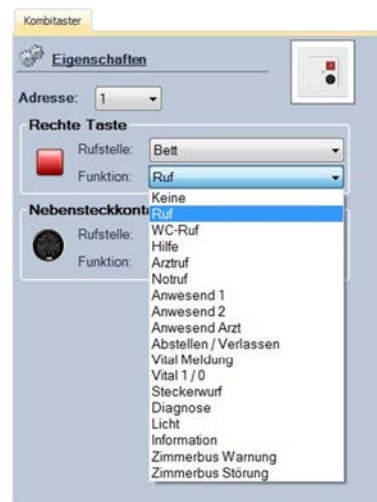 Kombitaster
Eigenschaften
Adresse: 1
Rechte Taste
Rufstelle: Bett
Funktion: Ruf
Keine
Nebensteckkont Ruf
WC-Ruf
Rufstelle:
Hilfe
Arztruf
Funktion:
Notruf
Anwesend 1
Anwesend 2
Anwesend Arzt
Abstellen / Verlassen
Vital Meldung
Vital 1 / 0
Steckerwurf
Diagnose
Licht
Information
Zimmerbus Warnung
Zimmerbus Störung